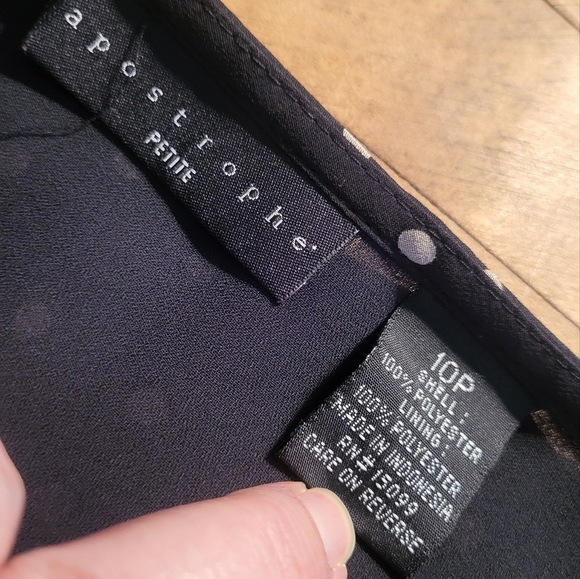 apostrophe.
PETITE
10P
SHELL :
100% POLYESTER
LINING :
100% POLYESTER
MADE IN INDONESIA
RN# 15099
CARE ON REVERSE